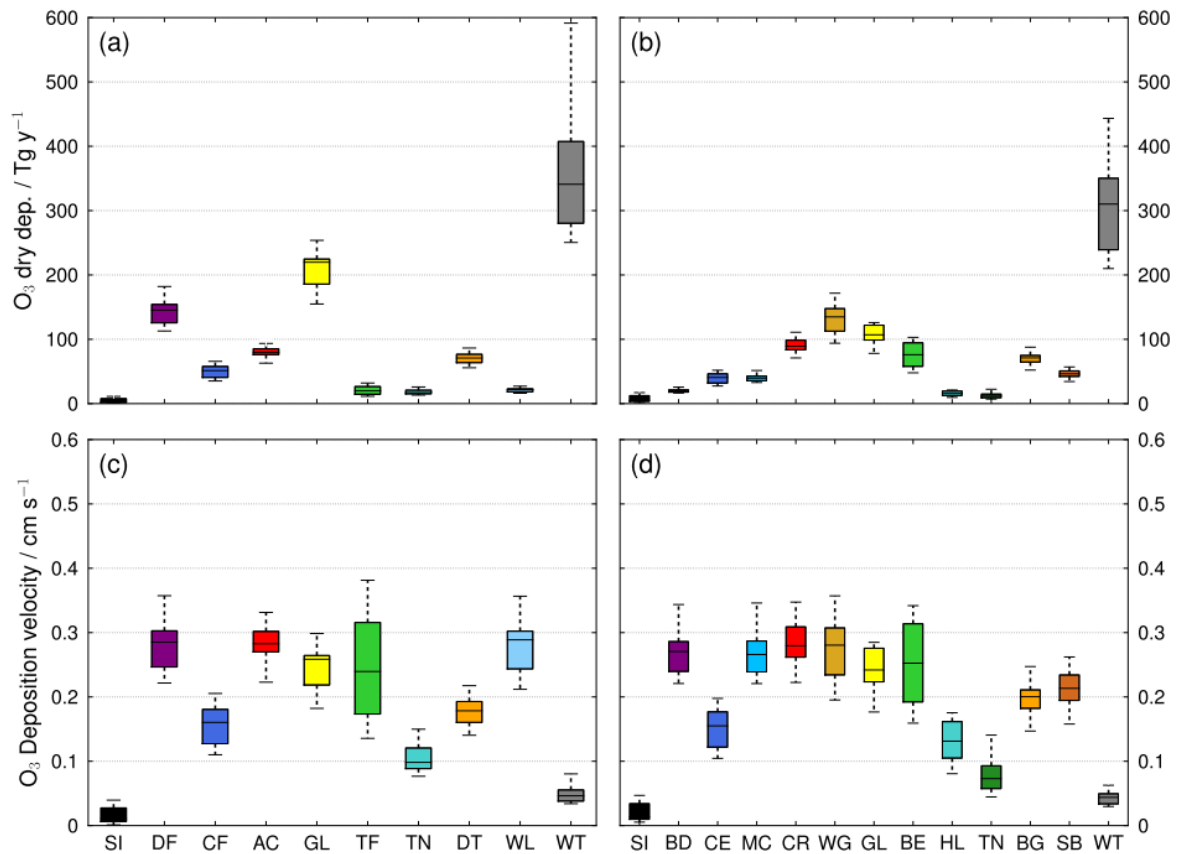 600 (a) (b) 600
500 500
400 400
300 300
200 200
100 100
0 0
O₃ dry dep. / Tg y⁻¹
0.6 (c) (d) 0.6
0.5 0.5
0.4 0.4
0.3 0.3
0.2 0.2
0.1 0.1
0 0
O₃ Deposition velocity / cm s⁻¹
SI DF CF AC GL TF TN DT WL WT
SI BD CE MC CR WG GL BE HL TN BG SB WT